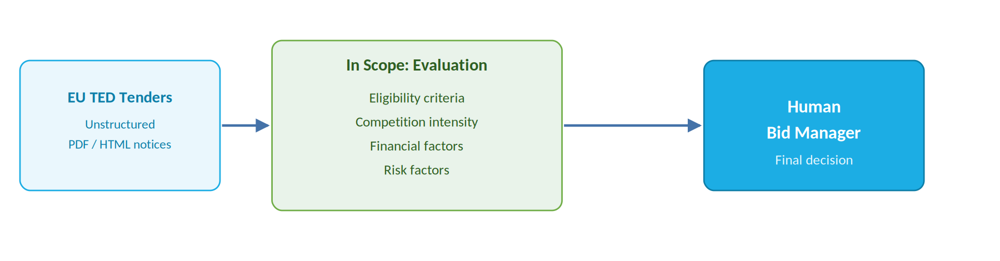 EU TED Tenders
Unstructured
PDF / HTML notices
In Scope: Evaluation
Eligibility criteria
Competition intensity
Financial factors
Risk factors
Human
Bid Manager
Final decision